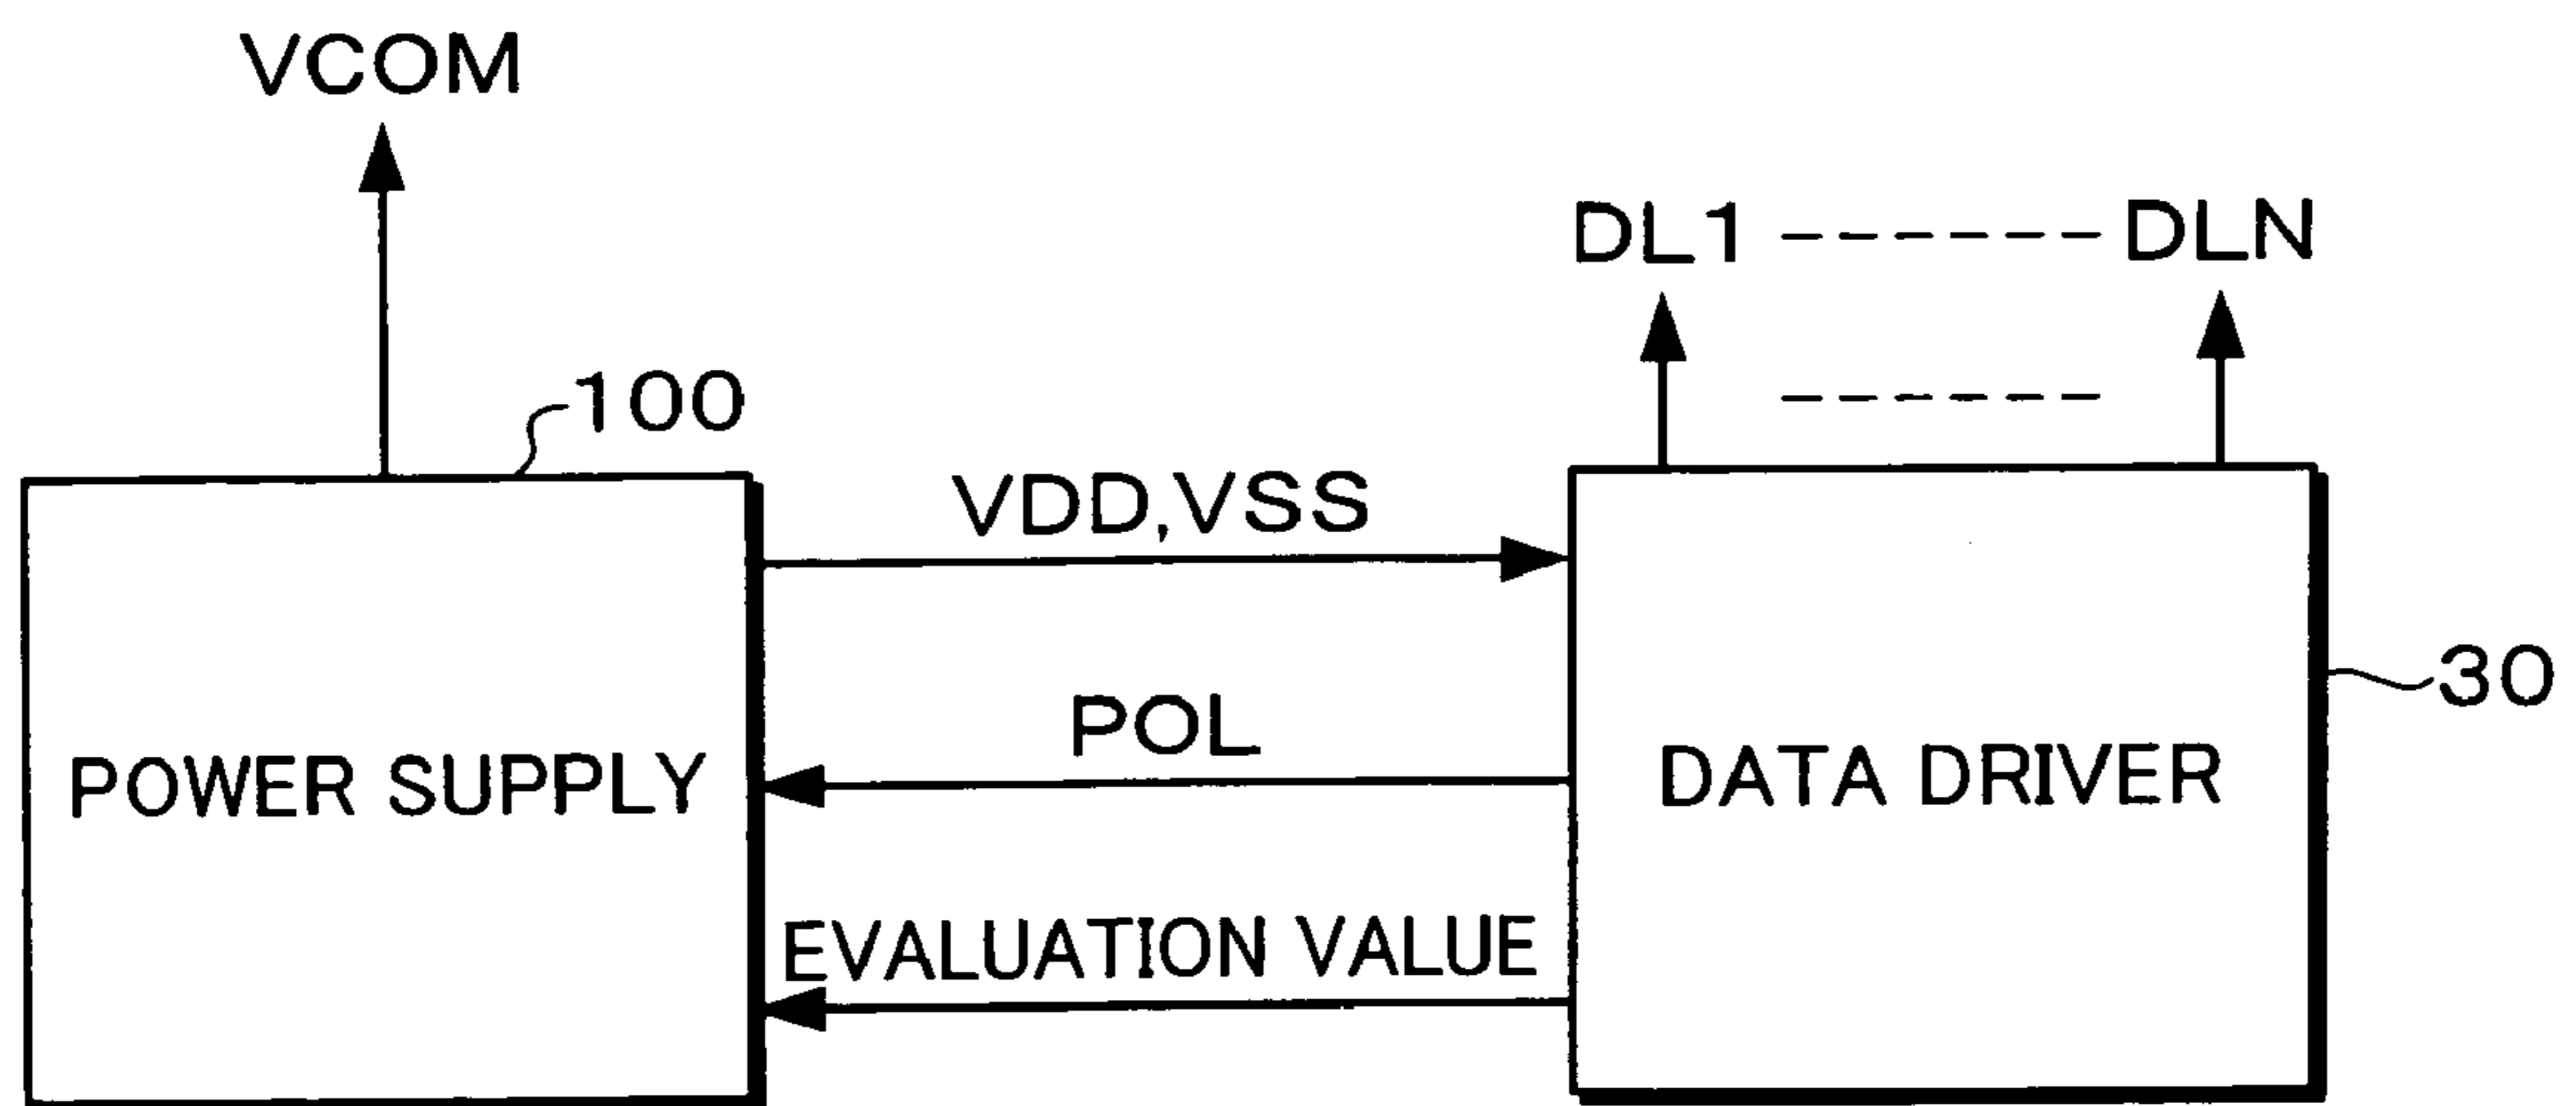 VCOM
DL1 DLN
100
VDD,VSS
30
POL
POWER SUPPLY
DATA DRIVER
EVALUATION VALUE